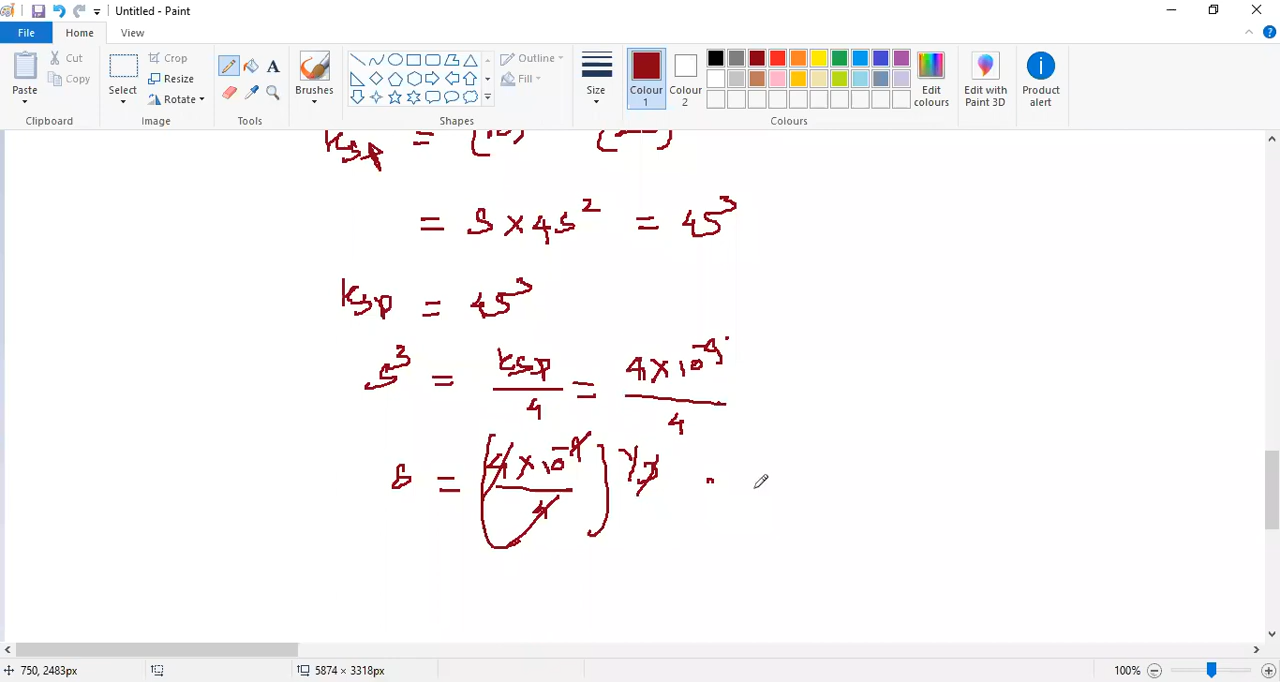 Untitled - Paint
File Home View
Paste Cut Copy
Select Crop Resize Rotate
A
Brushes
Outline Fill
Size
Colour 1 Colour 2
Edit colours
Edit with Paint 3D
Product alert
Clipboard Image Tools Shapes Colours
Ksp =
= S × 4S² = 4S³
Ksp = 4S³
S³ = Ksp/4 = 4×10⁻⁹/4
S = (4×10⁻⁹/4)^1/3
750, 2483px 5874 × 3318px 100%